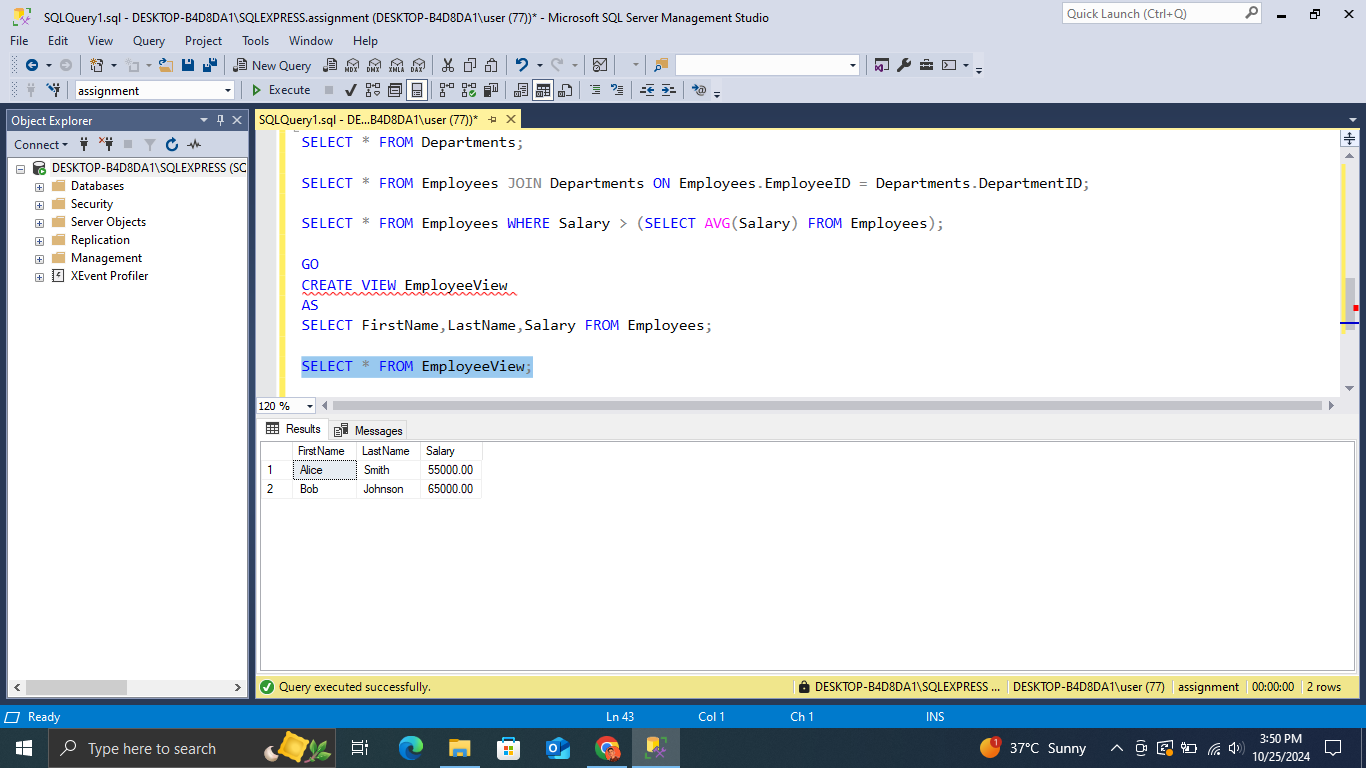 SQLQuery1.sql - DESKTOP-B4D8DA1\SQLEXPRESS.assignment (DESKTOP-B4D8DA1\user (77))* - Microsoft SQL Server Management Studio
Quick Launch (Ctrl+Q)
File Edit View Query Project Tools Window Help
New Query
MDX DMX XMLA DAX
assignment
Execute
Object Explorer
SQLQuery1.sql - DE...B4D8DA1\user (77))*
Connect
DESKTOP-B4D8DA1\SQLEXPRESS (SQ
Databases
Security
Server Objects
Replication
Management
XEvent Profiler
SELECT * FROM Departments;
SELECT * FROM Employees JOIN Departments ON Employees.EmployeeID = Departments.DepartmentID;
SELECT * FROM Employees WHERE Salary > (SELECT AVG(Salary) FROM Employees);
GO
CREATE VIEW EmployeeView
AS
SELECT FirstName,LastName,Salary FROM Employees;
SELECT * FROM EmployeeView;
120 %
Results Messages
FirstName LastName Salary
1 Alice Smith 55000.00
2 Bob Johnson 65000.00
Query executed successfully.
DESKTOP-B4D8DA1\SQLEXPRESS ... DESKTOP-B4D8DA1\user (77) assignment 00:00:00 2 rows
Ready
Ln 43 Col 1 Ch 1 INS
Type here to search
1
37°C Sunny
3:50 PM
10/25/2024